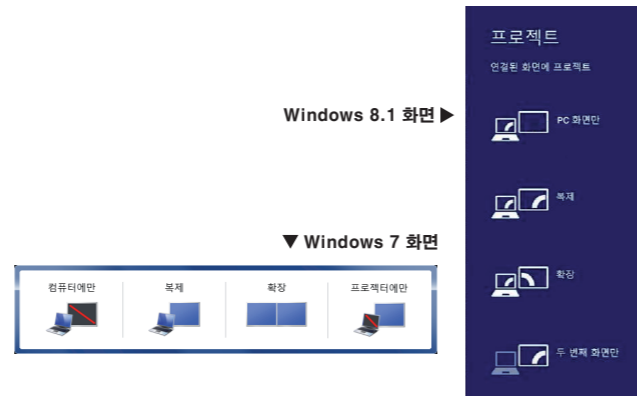 프로젝트
연결된 화면에 프로젝트
Windows 8.1 화면 ▶
PC 화면만
복제
확장
두 번째 화면만
▼ Windows 7 화면
컴퓨터에만
복제
확장
프로젝터에만